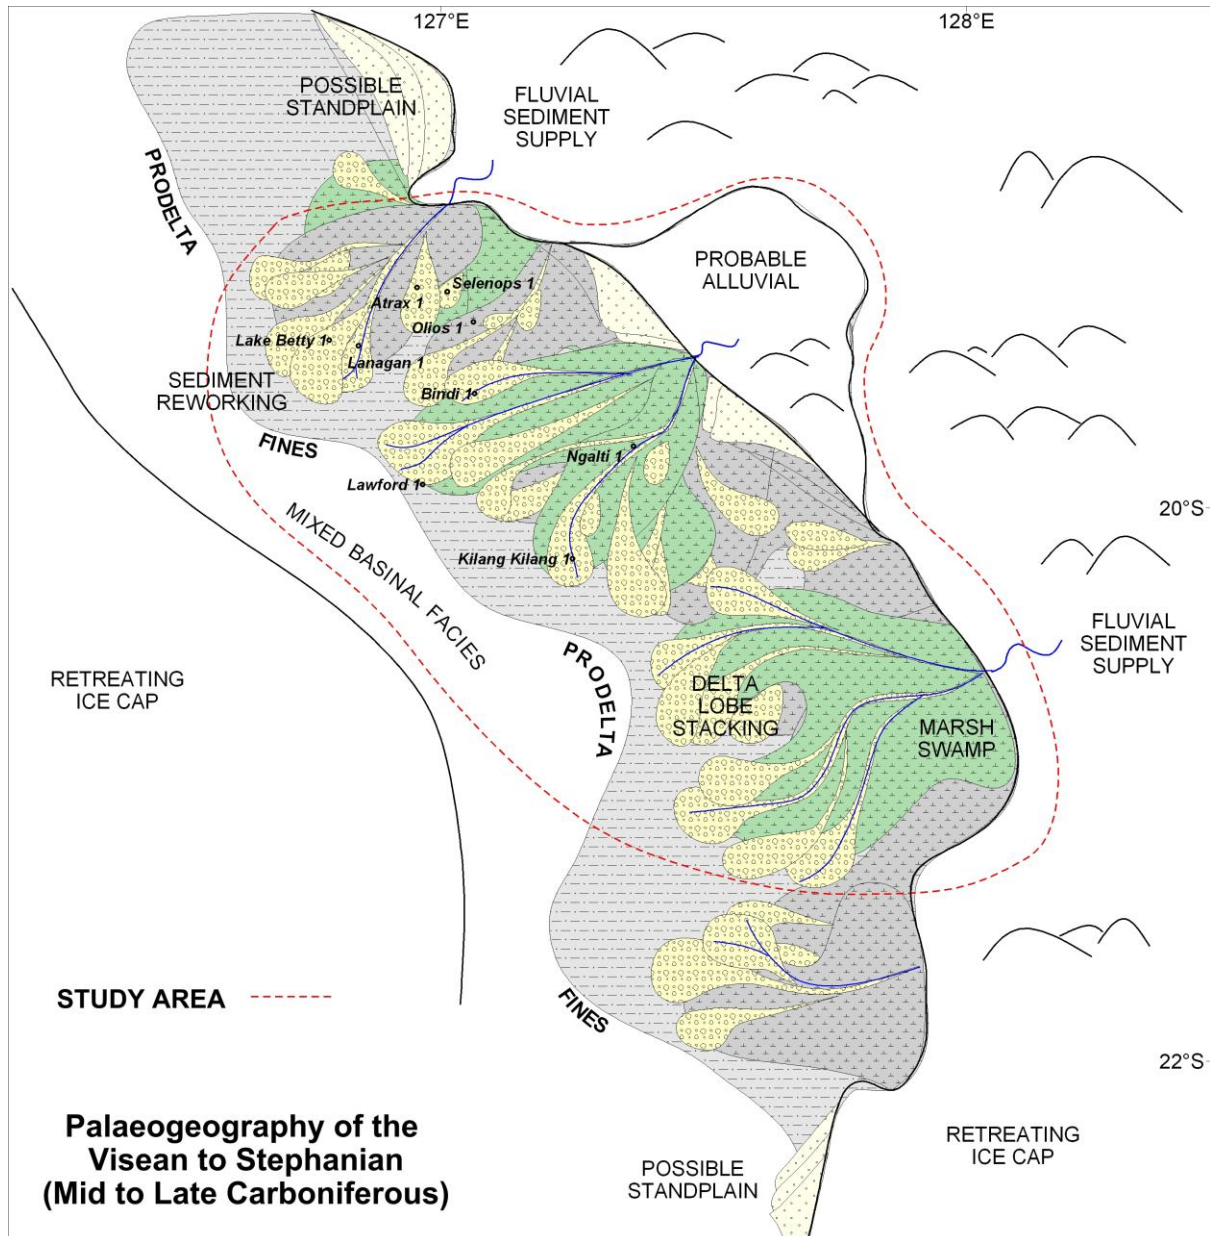 127°E
128°E
POSSIBLE
STANDPLAIN
FLUVIAL
SEDIMENT
SUPPLY
PRODELTA
PROBABLE
ALLUVIAL
Selenops 1
Atrax 1
Olios 1
Lake Betty 1
Lanagan 1
SEDIMENT
REWORKING
Bindi 1
FINES
Ngalti 1
Lawford 1
20°S
MIXED BASINAL FACIES
Kilang Kilang 1
FLUVIAL
SEDIMENT
SUPPLY
PRODELTA
RETREATING
ICE CAP
DELTA
LOBE
STACKING
MARSH
SWAMP
STUDY AREA
FINES
22°S
Palaeogeography of the
Visean to Stephanian
(Mid to Late Carboniferous)
RETREATING
ICE CAP
POSSIBLE
STANDPLAIN